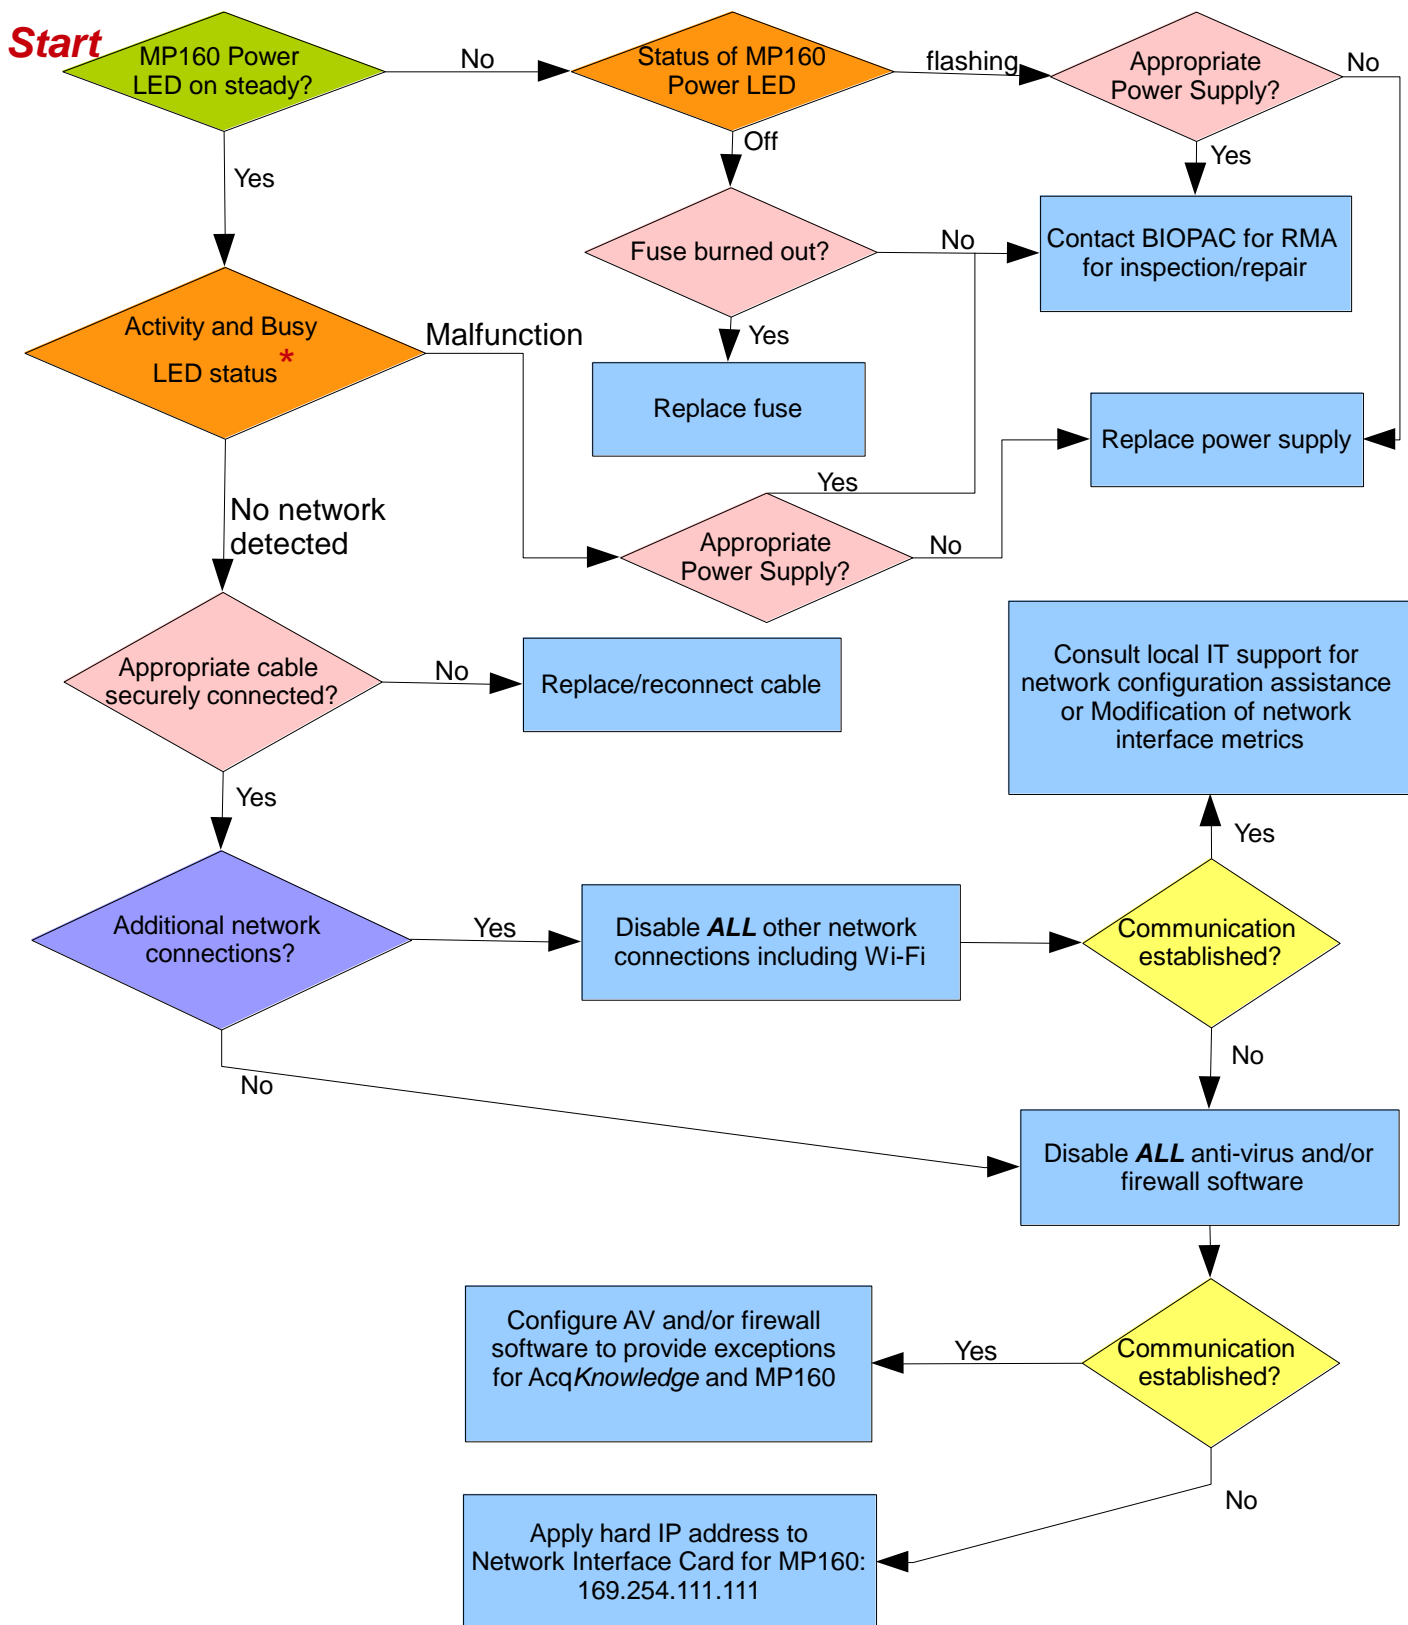 Start
MP160 Power
LED on steady?
No
Status of MP160
Power LED
flashing
Appropriate
Power Supply?
No
Yes
Off
Yes
Fuse burned out?
No
Contact BIOPAC for RMA
for inspection/repair
Activity and Busy
LED status*
Malfunction
Yes
Replace fuse
Replace power supply
Yes
No network
detected
Appropriate
Power Supply?
No
Appropriate cable
securely connected?
No
Replace/reconnect cable
Consult local IT support for
network configuration assistance
or Modification of network
interface metrics
Yes
Yes
Additional network
connections?
Yes
Disable ALL other network
connections including Wi-Fi
Communication
established?
No
No
Disable ALL anti-virus and/or
firewall software
Configure AV and/or firewall
software to provide exceptions
for AcqKnowledge and MP160
Yes
Communication
established?
No
Apply hard IP address to
Network Interface Card for MP160:
169.254.111.111